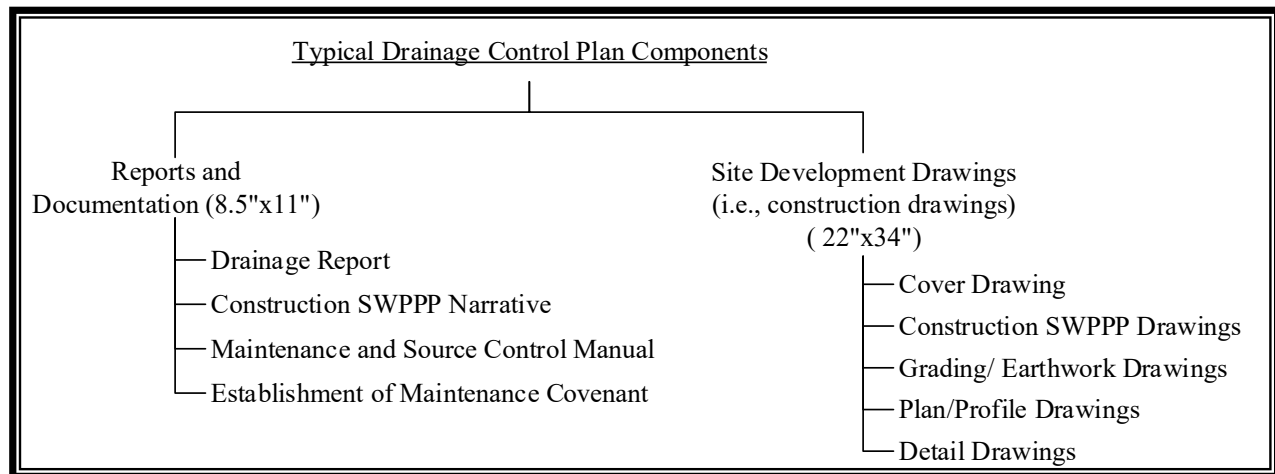 Typical Drainage Control Plan Components
Reports and
Documentation (8.5"x11")
Drainage Report
Construction SWPPP Narrative
Maintenance and Source Control Manual
Establishment of Maintenance Covenant
Site Development Drawings
(i.e., construction drawings)
( 22"x34")
Cover Drawing
Construction SWPPP Drawings
Grading/ Earthwork Drawings
Plan/Profile Drawings
Detail Drawings